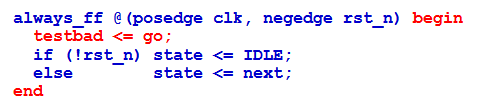 always_ff @(posedge clk, negedge rst_n) begin
testbad <= go;
if (!rst_n) state <= IDLE;
else state <= next;
end